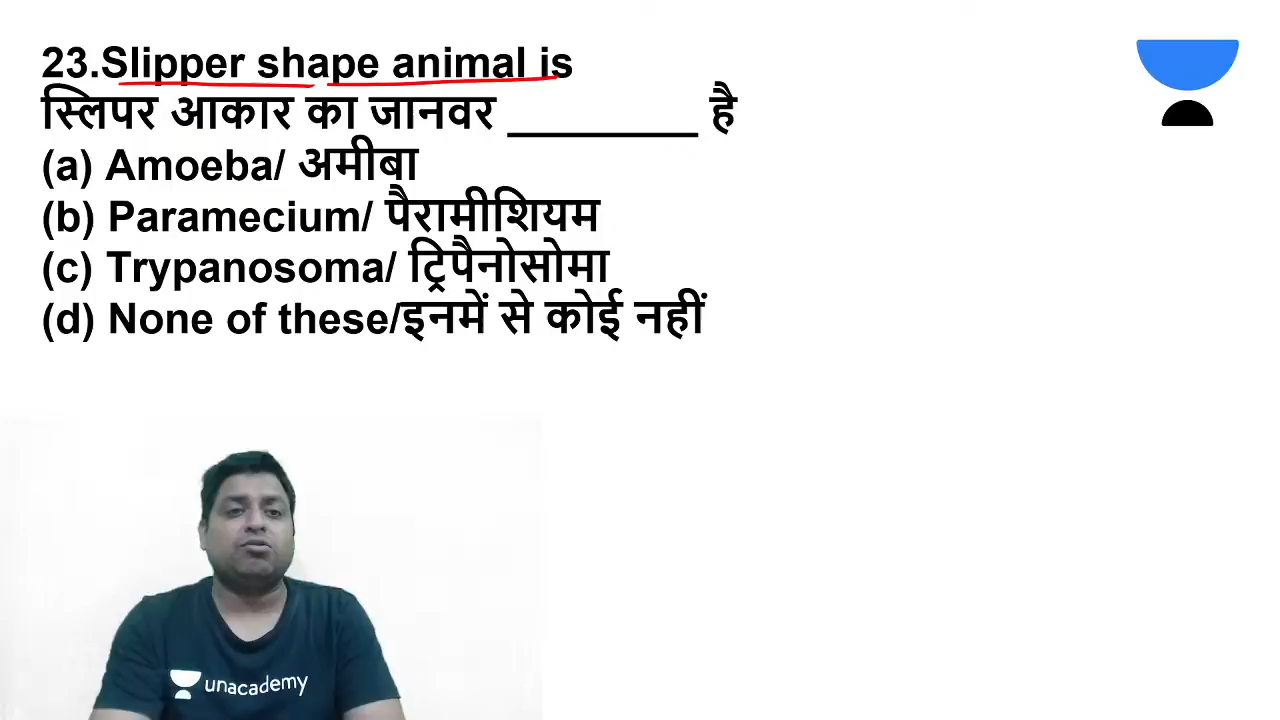 23.Slipper shape animal is
स्लिपर आकार का जानवर ________ है
(a) Amoeba/ अमीबा
(b) Paramecium/ पैरामीशियम
(c) Trypanosoma/ ट्रिपैनोसोमा
(d) None of these/इनमें से कोई नहीं
unacademy